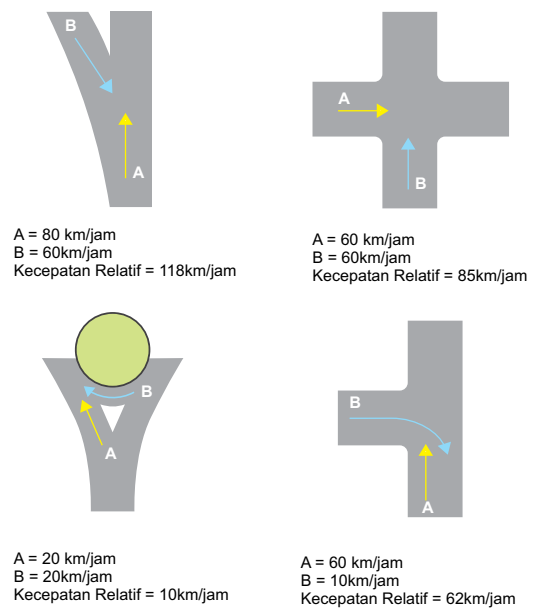 B
A
A = 80 km/jam
B = 60km/jam
Kecepatan Relatif = 118km/jam
A
B
A = 60 km/jam
B = 60km/jam
Kecepatan Relatif = 85km/jam
B
A
A = 20 km/jam
B = 20km/jam
Kecepatan Relatif = 10km/jam
B
A
A = 60 km/jam
B = 10km/jam
Kecepatan Relatif = 62km/jam